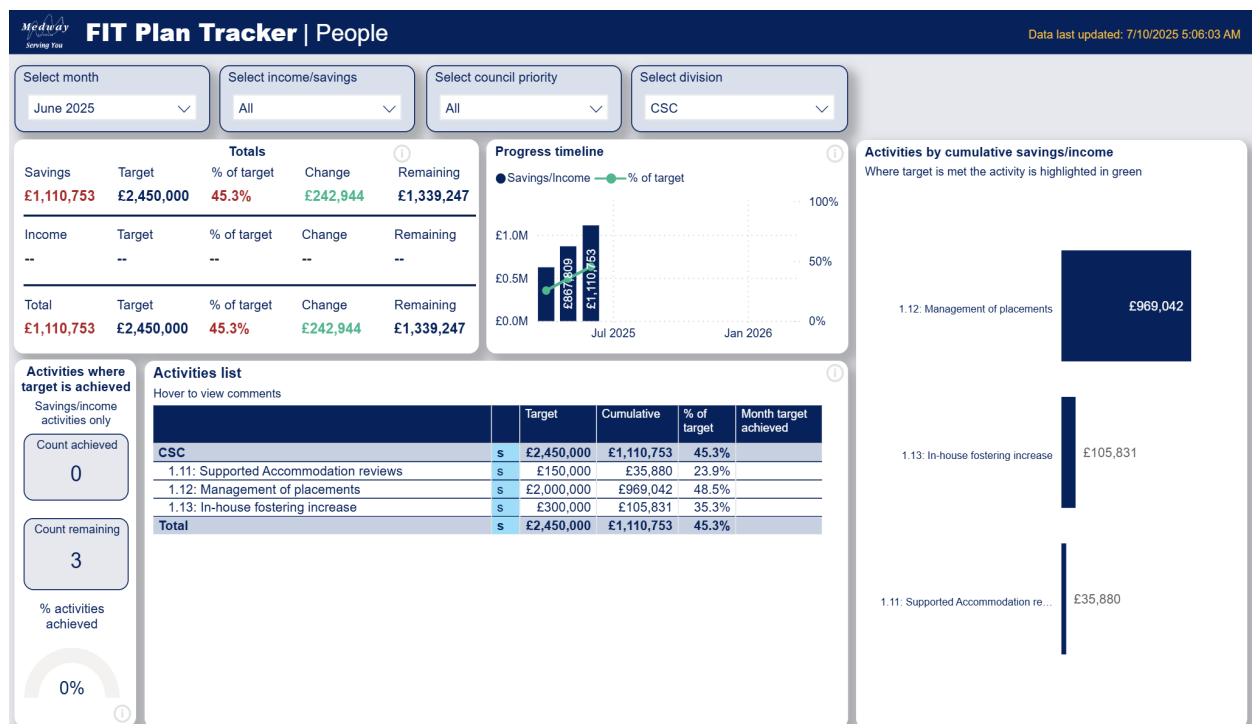 Medway
Serving You
FIT Plan Tracker | People
Data last updated: 7/10/2025 5:06:03 AM
Select month
June 2025
Select income/savings
All
Select council priority
All
Select division
CSC
Totals
Savings Target % of target Change Remaining
£1,110,753 £2,450,000 45.3% £242,944 £1,339,247
Income Target % of target Change Remaining
-- -- -- -- --
Total Target % of target Change Remaining
£1,110,753 £2,450,000 45.3% £242,944 £1,339,247
Progress timeline
Savings/Income % of target
100%
£1.0M
50%
£0.5M
£0.0M
0%
£867,809
£1,110,753
Jul 2025 Jan 2026
Activities by cumulative savings/income
Where target is met the activity is highlighted in green
1.12: Management of placements £969,042
1.13: In-house fostering increase £105,831
1.11: Supported Accommodation re... £35,880
Activities where
target is achieved
Savings/income
activities only
Count achieved
0
Count remaining
3
% activities
achieved
0%
Activities list
Hover to view comments
Target Cumulative % of target Month target achieved
CSC s £2,450,000 £1,110,753 45.3%
1.11: Supported Accommodation reviews s £150,000 £35,880 23.9%
1.12: Management of placements s £2,000,000 £969,042 48.5%
1.13: In-house fostering increase s £300,000 £105,831 35.3%
Total s £2,450,000 £1,110,753 45.3%